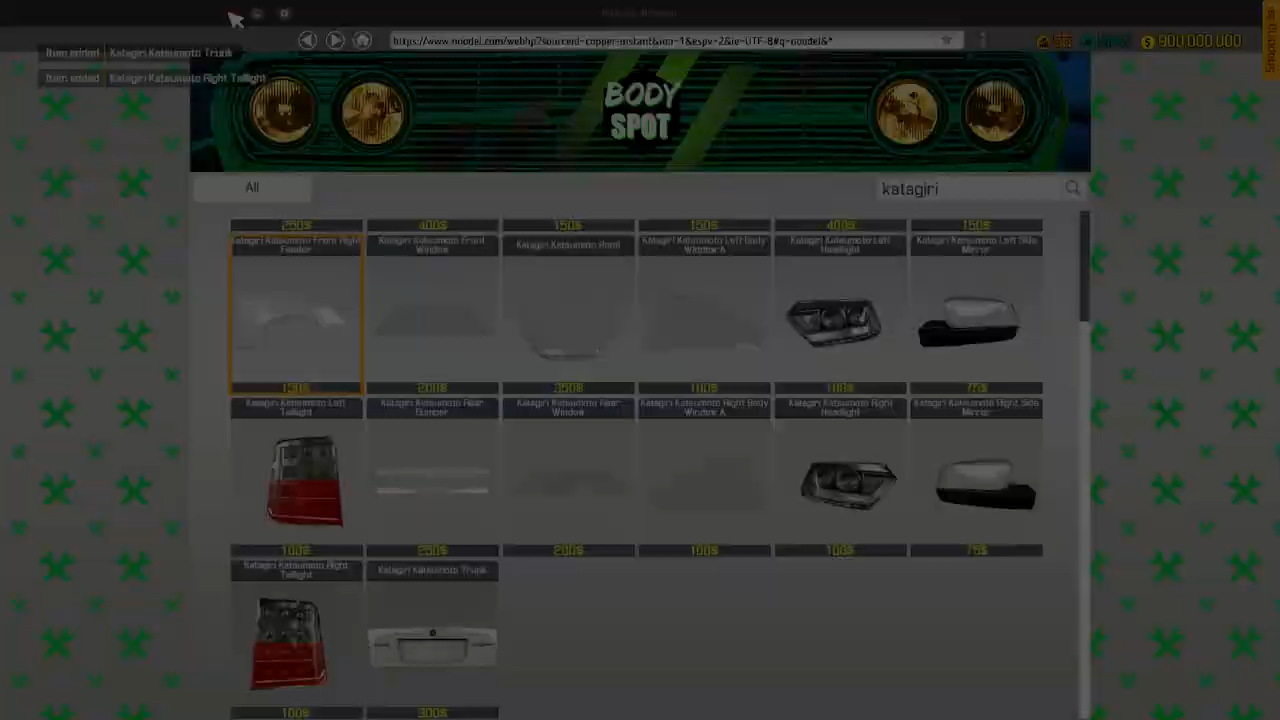 https://www.noodel.com/webhp?sourceid=copper-instant&ion=1&espv=2&ie=UTF-8#q=noodel&*
900 000 000
Item added Katagiri Katsumoto Trunk
Item added Katagiri Katsumoto Right Taillight
BODY
SPOT
All
katagiri
250$ 400$ 150$ 150$ 400$ 150$
Katagiri Katsumoto Front Right Fender
Katagiri Katsumoto Front Window
Katagiri Katsumoto Hood
Katagiri Katsumoto Left Body Window A
Katagiri Katsumoto Left Headlight
Katagiri Katsumoto Left Side Mirror
150$ 200$ 350$ 100$ 100$ 75$
Katagiri Katsumoto Left Taillight
Katagiri Katsumoto Rear Bumper
Katagiri Katsumoto Rear Window
Katagiri Katsumoto Right Body Window A
Katagiri Katsumoto Right Headlight
Katagiri Katsumoto Right Side Mirror
100$ 250$ 200$ 100$ 100$ 75$
Katagiri Katsumoto Right Taillight
Katagiri Katsumoto Trunk
100$ 300$